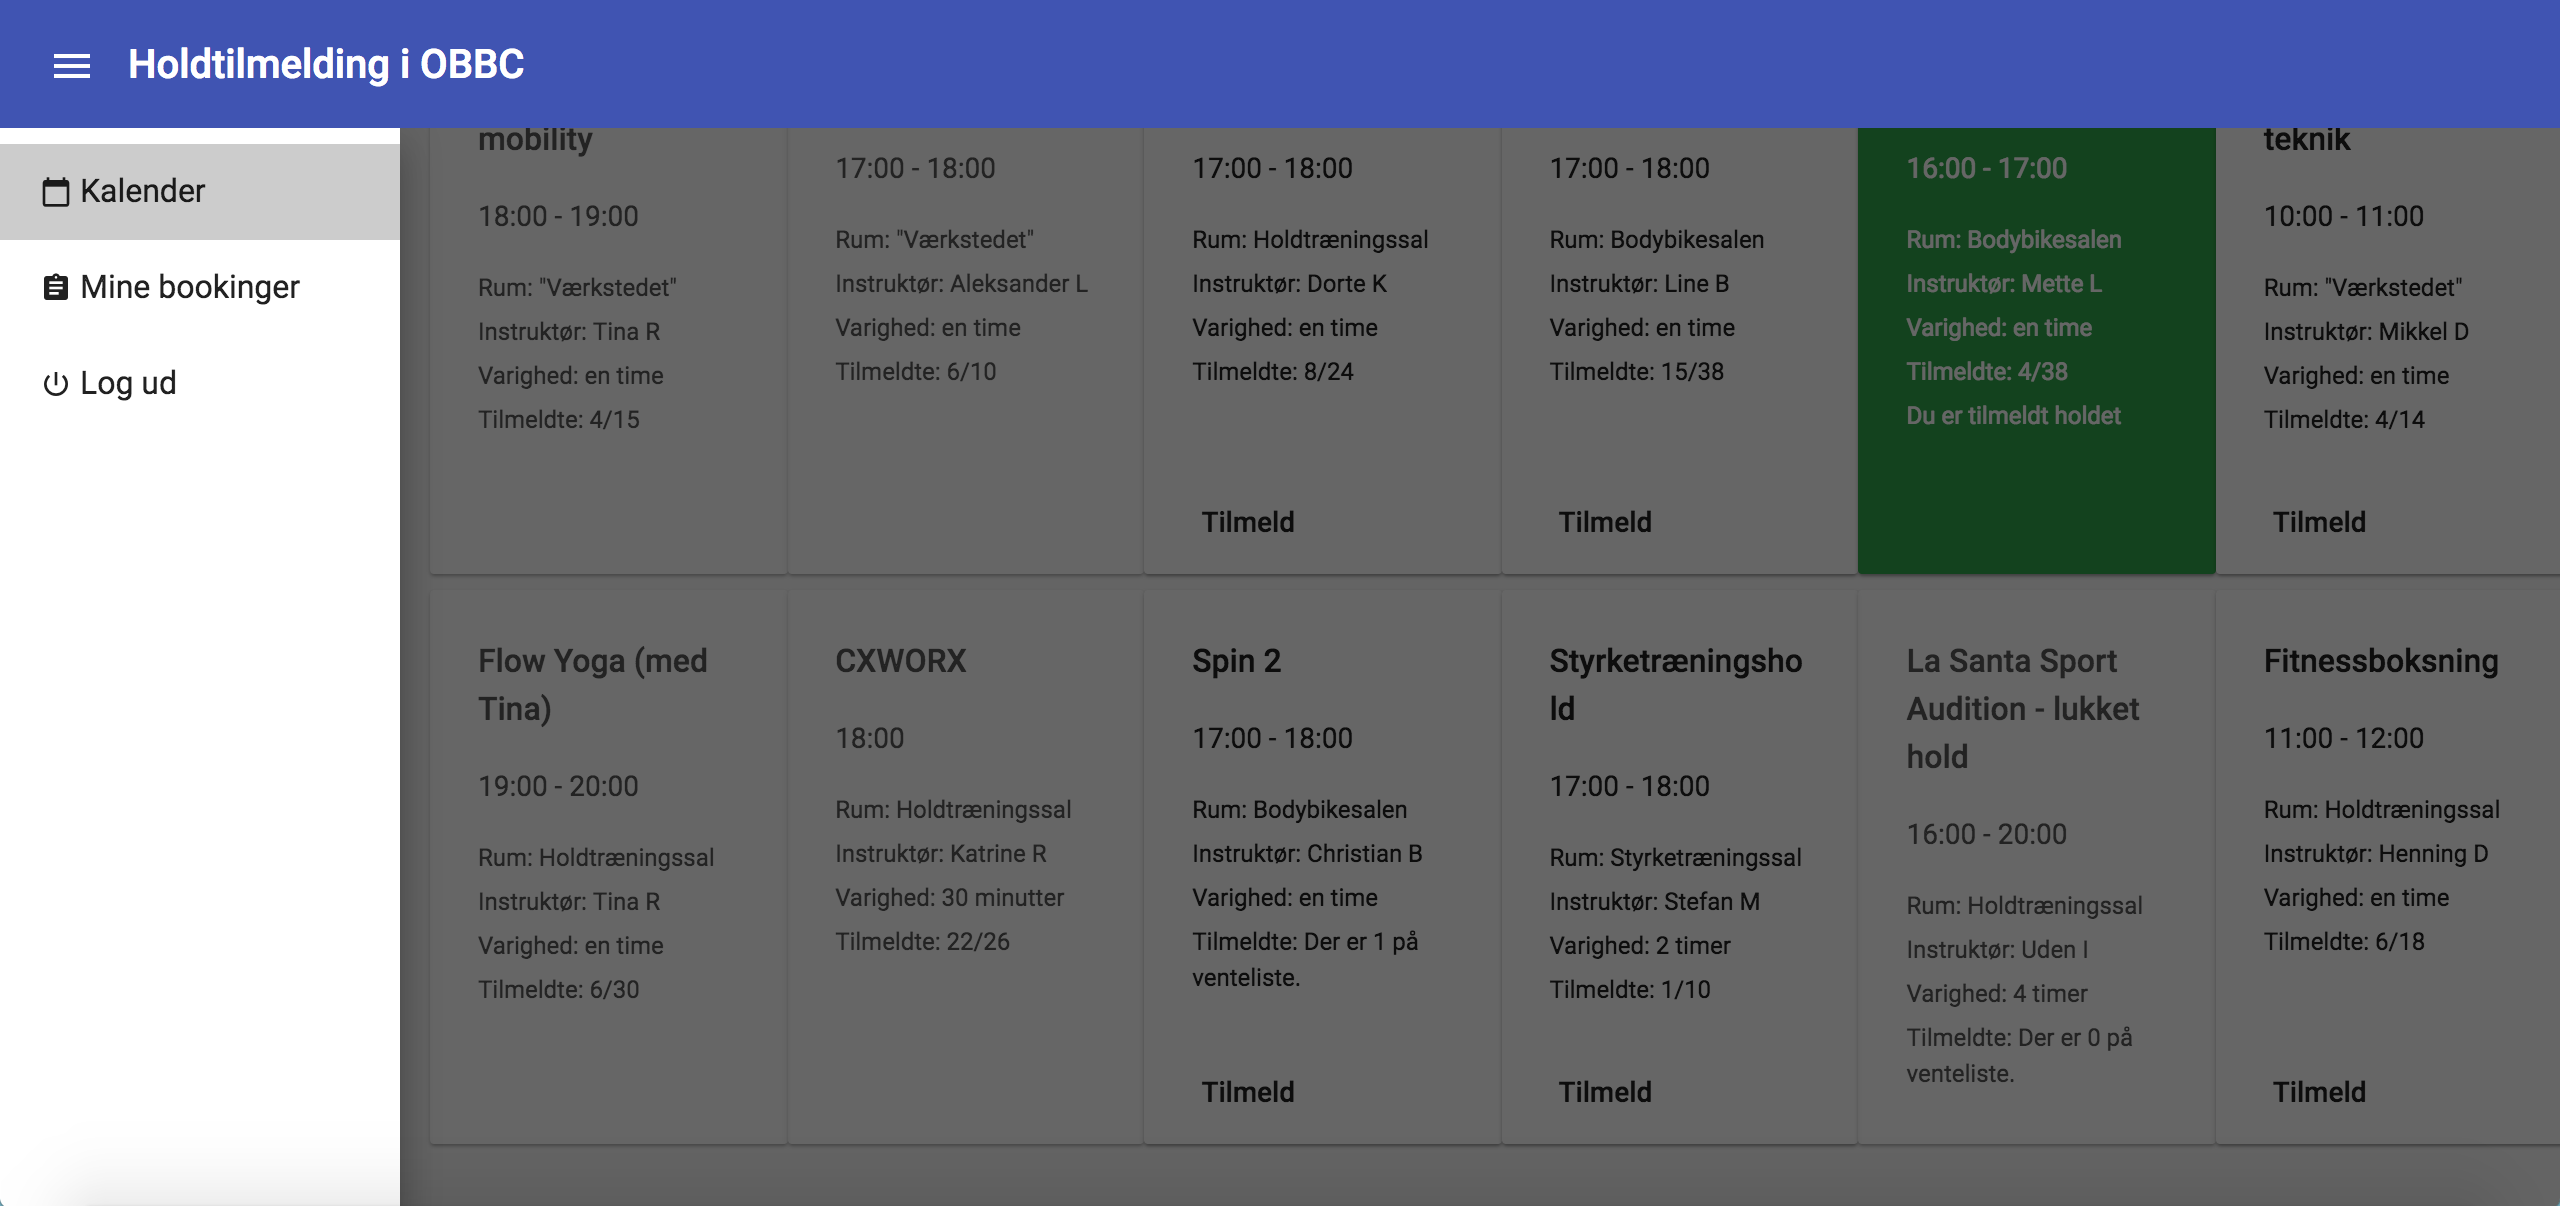 Holdtilmelding i OBBC
Kalender
Mine bookinger
Log ud
mobility
18:00 - 19:00
Rum: "Værkstedet"
Instruktør: Tina R
Varighed: en time
Tilmeldte: 4/15
17:00 - 18:00
Rum: "Værkstedet"
Instruktør: Aleksander L
Varighed: en time
Tilmeldte: 6/10
17:00 - 18:00
Rum: Holdtræningssal
Instruktør: Dorte K
Varighed: en time
Tilmeldte: 8/24
Tilmeld
17:00 - 18:00
Rum: Bodybikesalen
Instruktør: Line B
Varighed: en time
Tilmeldte: 15/38
Tilmeld
16:00 - 17:00
Rum: Bodybikesalen
Instruktør: Mette L
Varighed: en time
Tilmeldte: 4/38
Du er tilmeldt holdet
teknik
10:00 - 11:00
Rum: "Værkstedet"
Instruktør: Mikkel D
Varighed: en time
Tilmeldte: 4/14
Tilmeld
Flow Yoga (med
Tina)
19:00 - 20:00
Rum: Holdtræningssal
Instruktør: Tina R
Varighed: en time
Tilmeldte: 6/30
CXWORX
18:00
Rum: Holdtræningssal
Instruktør: Katrine R
Varighed: 30 minutter
Tilmeldte: 22/26
Spin 2
17:00 - 18:00
Rum: Bodybikesalen
Instruktør: Christian B
Varighed: en time
Tilmeldte: Der er 1 på
venteliste.
Tilmeld
Styrketræningsho
ld
17:00 - 18:00
Rum: Styrketræningssal
Instruktør: Stefan M
Varighed: 2 timer
Tilmeldte: 1/10
Tilmeld
La Santa Sport
Audition - lukket
hold
16:00 - 20:00
Rum: Holdtræningssal
Instruktør: Uden I
Varighed: 4 timer
Tilmeldte: Der er 0 på
venteliste.
Fitnessboksning
11:00 - 12:00
Rum: Holdtræningssal
Instruktør: Henning D
Varighed: en time
Tilmeldte: 6/18
Tilmeld